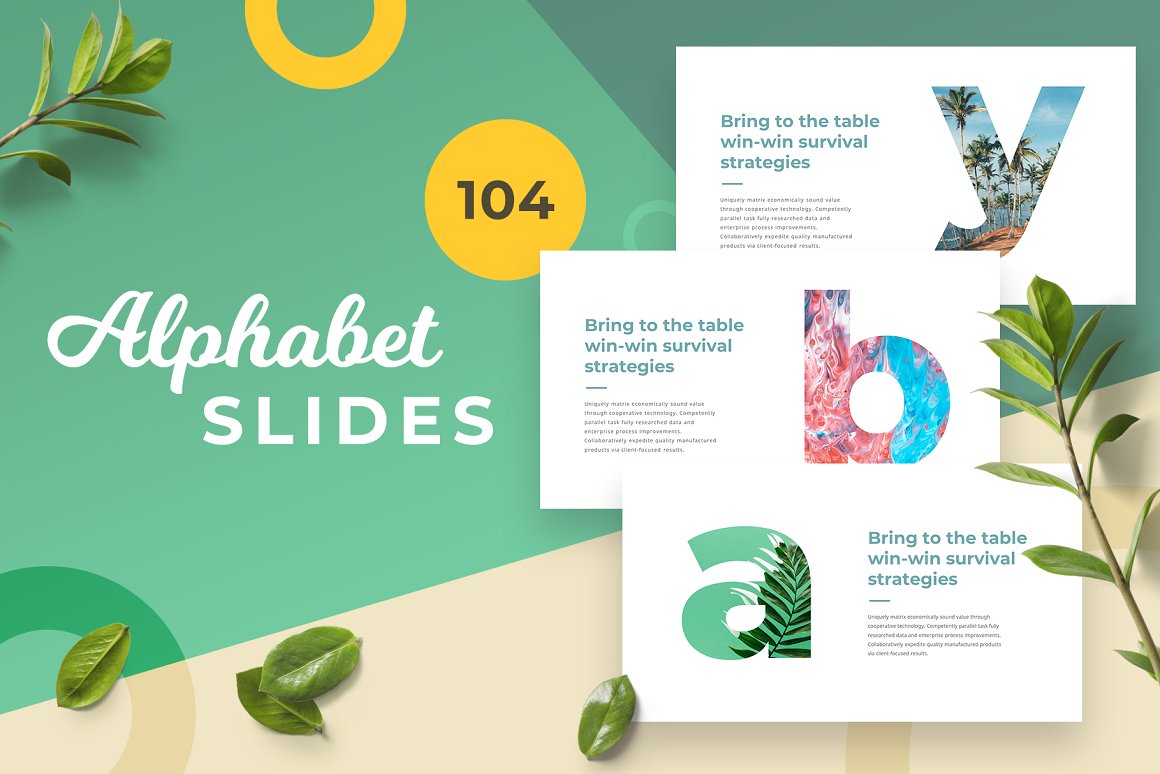 104
Alphabet
SLIDES
Bring to the table
win-win survival
strategies
Uniquely matrix economically sound value
through cooperative technology. Competently
parallel task fully researched data and
enterprise process improvements.
Collaboratively expedite quality manufactured
products via client-focused results.
y
Bring to the table
win-win survival
strategies
Uniquely matrix economically sound value
through cooperative technology. Competently
parallel task fully researched data and
enterprise process improvements.
Collaboratively expedite quality manufactured
products via client-focused results.
b
a
Bring to the table
win-win survival
strategies
Uniquely matrix economically sound value through
cooperative technology. Competently parallel task fully
researched data and enterprise process improvements.
Collaboratively expedite quality manufactured products
via client-focused results.